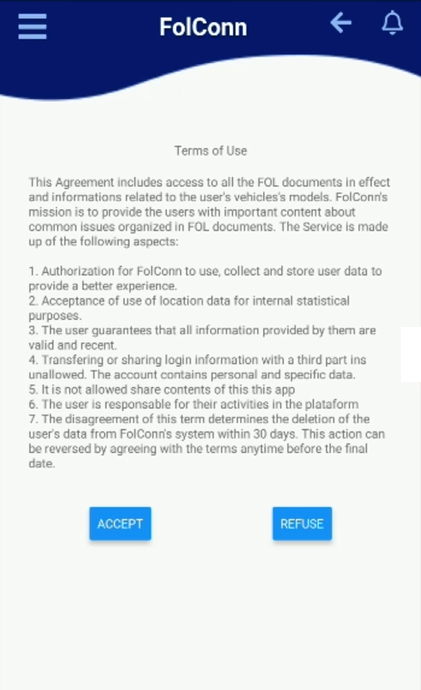 FolConn
Terms of Use
This Agreement includes access to all the FOL documents in effect
and informations related to the user's vehicles's models. FolConn's
mission is to provide the users with important content about
common issues organized in FOL documents. The Service is made
up of the following aspects:
1. Authorization for FolConn to use, collect and store user data to
provide a better experience.
2. Acceptance of use of location data for internal statistical
purposes.
3. The user guarantees that all information provided by them are
valid and recent.
4. Transfering or sharing login information with a third part ins
unallowed. The account contains personal and specific data.
5. It is not allowed share contents of this this app
6. The user is responsable for their activities in the plataform
7. The disagreement of this term determines the deletion of the
user's data from FolConn's system within 30 days. This action can
be reversed by agreeing with the terms anytime before the final
date.
ACCEPT REFUSE